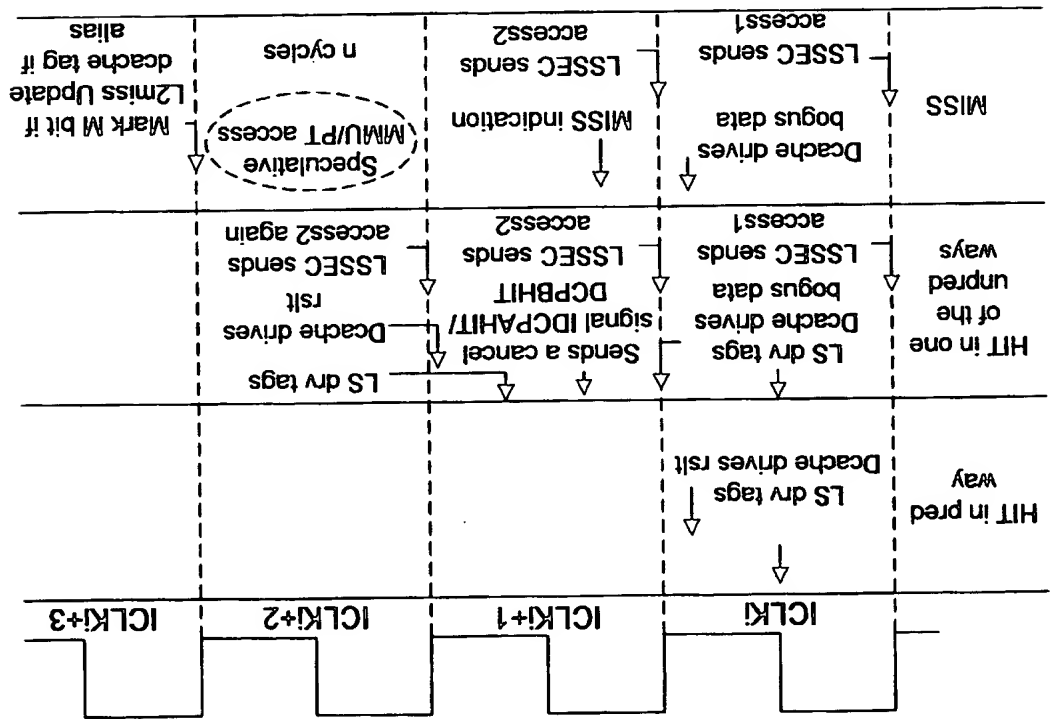 ICLKi
ICLKi+1
ICLKi+2
ICLKi+3
HIT in pred
way
LS drv tags
Dcache drives rslt
HIT in one
of the
unpred
ways
LS drv tags
Dcache drives
bogus data
LSSEC sends
access1
Sends a cancel
signal IDCPAHIT/
DCPBHIT
LSSEC sends
access2
LS drv tags
Dcache drives
rslt
LSSEC sends
access2 again
MISS
Dcache drives
bogus data
LSSEC sends
access1
MISS indication
LSSEC sends
access2
Speculative
MMU/PT access
n cycles
Mark M bit if
L2miss Update
dcache tag if
alias